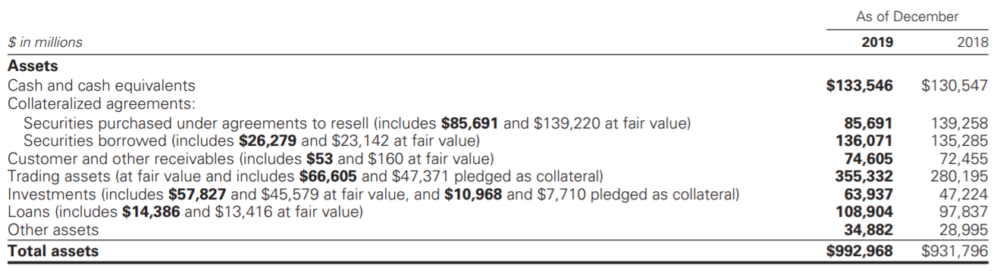 As of December
$ in millions 2019 2018
Assets
Cash and cash equivalents $133,546 $130,547
Collateralized agreements:
Securities purchased under agreements to resell (includes $85,691 and $139,220 at fair value) 85,691 139,258
Securities borrowed (includes $26,279 and $23,142 at fair value) 136,071 135,285
Customer and other receivables (includes $53 and $160 at fair value) 74,605 72,455
Trading assets (at fair value and includes $66,605 and $47,371 pledged as collateral) 355,332 280,195
Investments (includes $57,827 and $45,579 at fair value, and $10,968 and $7,710 pledged as collateral) 63,937 47,224
Loans (includes $14,386 and $13,416 at fair value) 108,904 97,837
Other assets 34,882 28,995
Total assets $992,968 $931,796